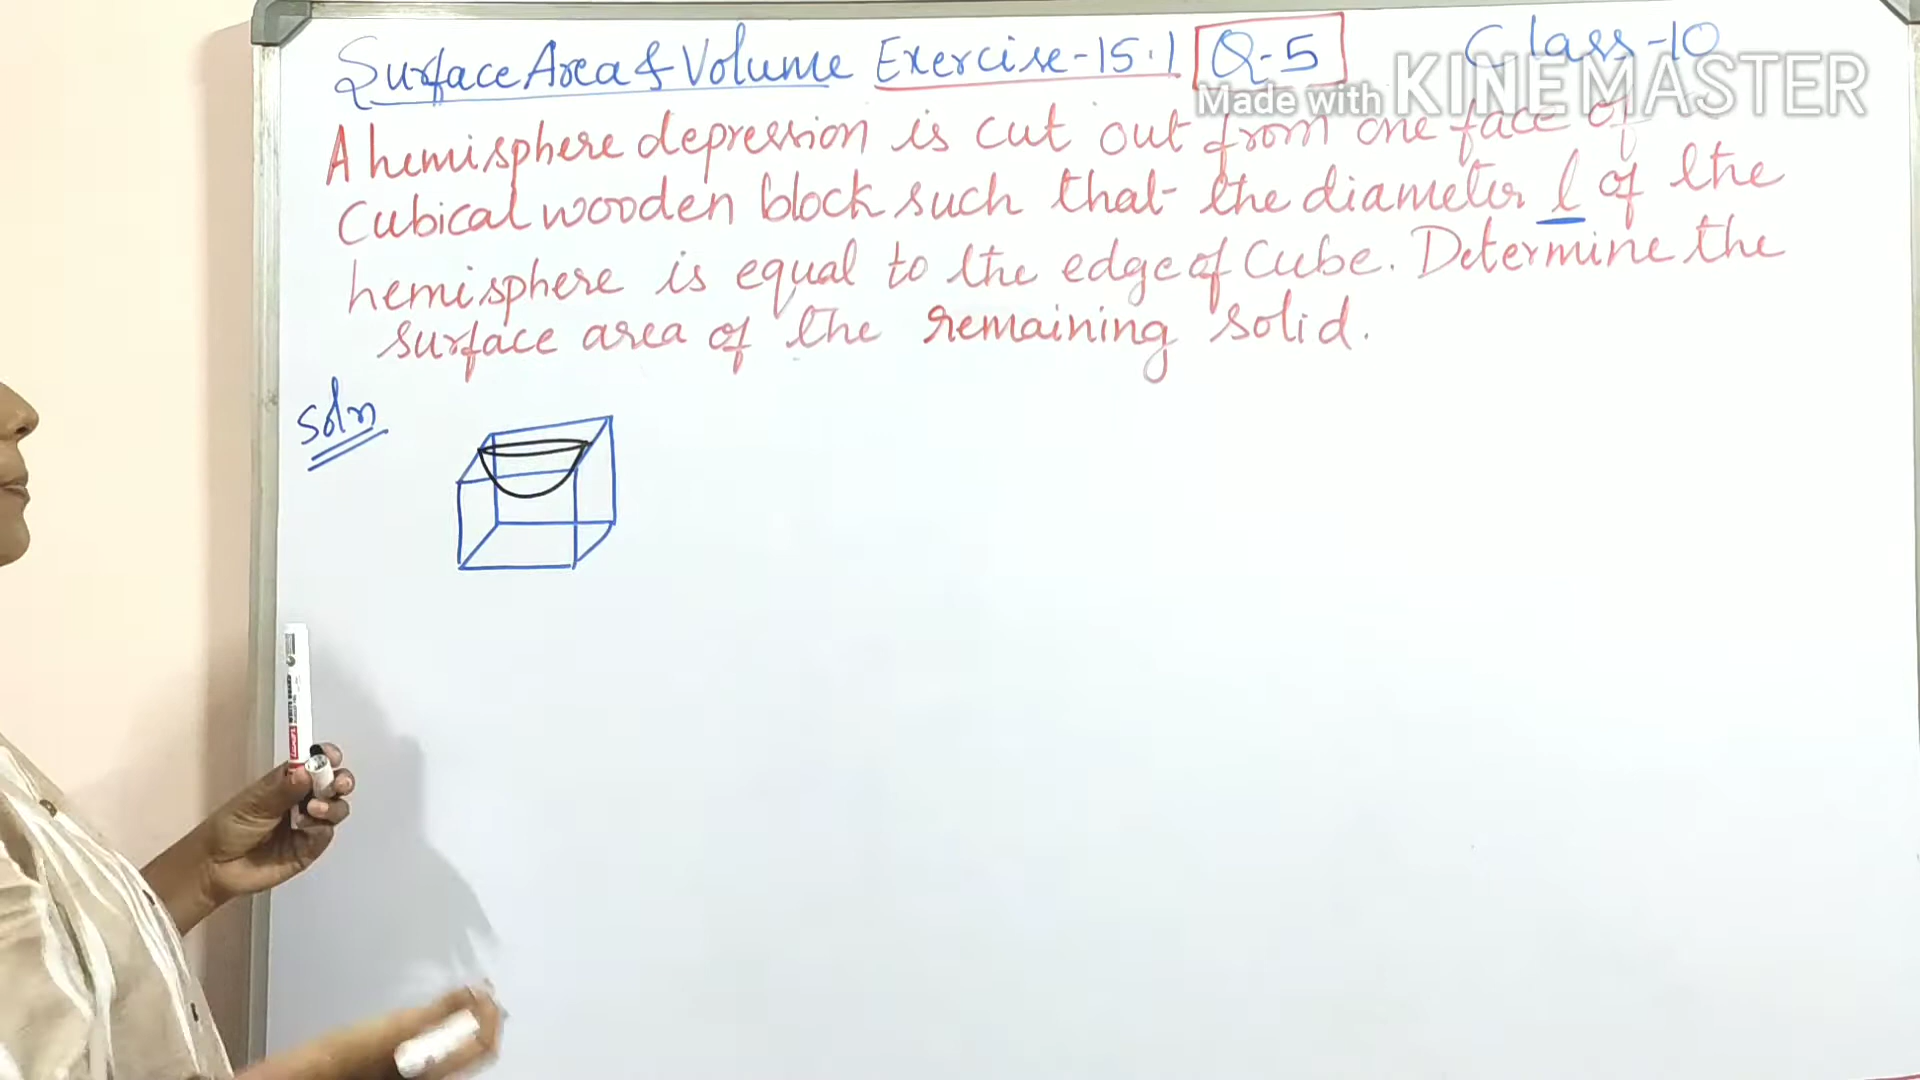 Surface Area & Volume Exercise-15.1 Q-5 Class-10
Made with KINEMASTER
A hemisphere depression is cut out from one face of
Cubical wooden block such that the diameter l of the
hemisphere is equal to the edge of Cube. Determine the
surface area of the remaining solid.
Soln